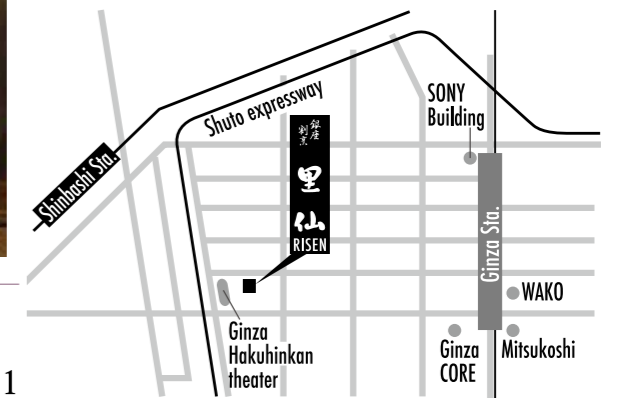 Shinbashi Sta.
Shuto expressway
銀座
割烹
里仙
RISEN
SONY
Building
Ginza Sta.
WAKO
Mitsukoshi
Ginza
CORE
Ginza
Hakuhinkan
theater
1